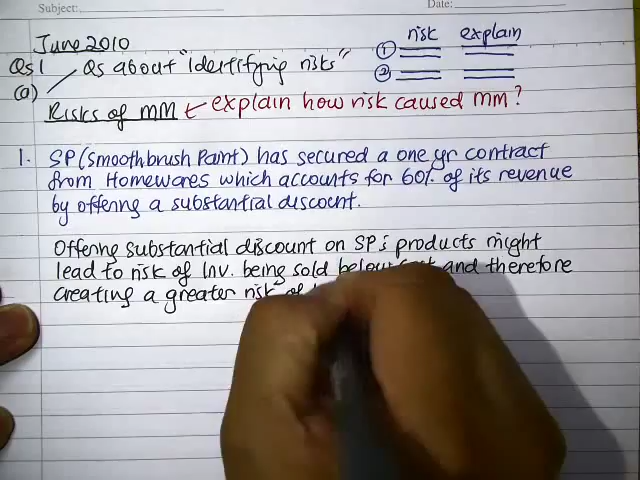 Subject: Date:
June 2010
risk explain
Qs1 Qs about "Identifying risks" ①
(a) ②
Risks of MM ← explain how risk caused MM?
1. SP (Smoothbrush Paint) has secured a one yr contract
from Homewares which accounts for 60% of its revenue
by offering a substantial discount.
Offering substantial discount on SP's products might
lead to risk of Inv. being sold below cost and therefore
creating a greater risk of